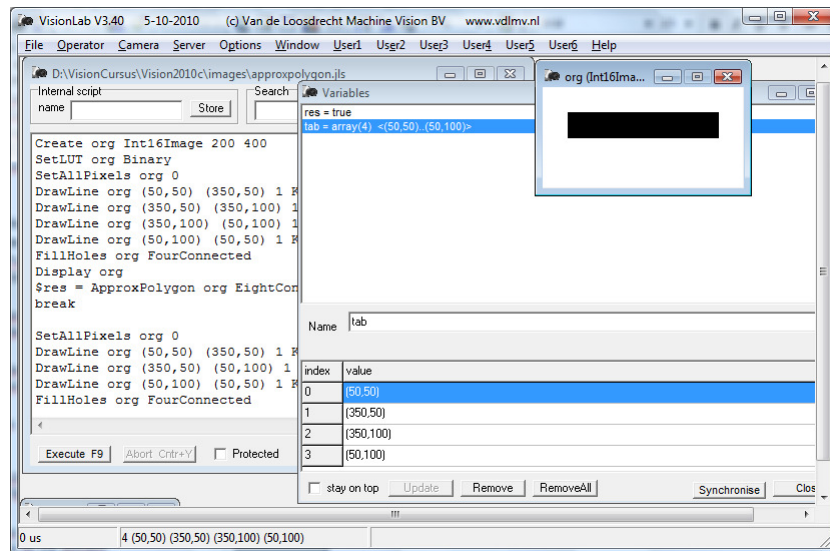 VisionLab V3.40 5-10-2010 (c) Van de Loosdrecht Machine Vision BV www.vdlmv.nl
File Operator Camera Server Options Window User1 User2 User3 User4 User5 User6 Help
D:\VisionCursus\Vision2010c\images\approxpolygon.jls
Internal script
name
Store
Search
Create org Int16Image 200 400
SetLUT org Binary
SetAllPixels org 0
DrawLine org (50,50) (350,50) 1
DrawLine org (350,50) (350,100) 1
DrawLine org (350,100) (50,100) 1
DrawLine org (50,100) (50,50) 1
FillHoles org FourConnected
Display org
$res = ApproxPolygon org EightCon
break
SetAllPixels org 0
DrawLine org (50,50) (350,50) 1
DrawLine org (350,50) (50,100) 1
DrawLine org (50,100) (50,50) 1
FillHoles org FourConnected
Execute F9
Abort Cntr+Y
Protected
Variables
res = true
tab = array(4) <(50,50)..(50,100)>
Name
tab
index value
0 (50,50)
1 (350,50)
2 (350,100)
3 (50,100)
stay on top
Update
Remove
RemoveAll
Synchronise
Clos
org (Int16Ima...
0 us
4 (50,50) (350,50) (350,100) (50,100)